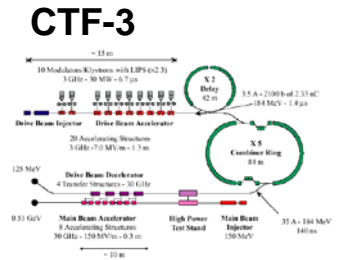 CTF-3
~ 15 m
10 Modulators/Klystrons with LIPS (x2.3)
3 GHz - 30 MW - 6.7 µs
X 2
Delay
42 m
3.5 A - 2100 b of 2.33 nC
184 MeV - 1.4 µs
Drive Beam Injector
Drive Beam Accelerator
20 Accelerating Structures
3 GHz - 7.0 MV/m - 1.3 m
X 5
Combiner Ring
84 m
125 MeV
Drive Beam Decelerator
4 Transfer Structures - 30 GHz
0.51 GeV
Main Beam Accelerator
8 Accelerating Structures
30 GHz - 150 MV/m - 0.3 m
High Power
Test Stand
Main Beam
Injector
150 MeV
35 A - 184 MeV
140 ns
~ 10 m